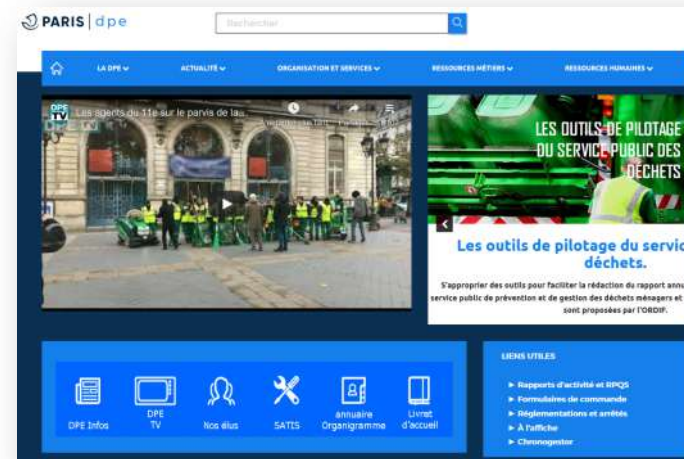 PARIS | dpe
Rechercher
LA DPE
ACTUALITÉ
ORGANISATION ET SERVICES
RESSOURCES MÉTIERS
RESSOURCES HUMAINES
DPE TV
Les agents du 11e sur le parvis de la...
DPE TV
LES OUTILS DE PILOTAGE
DU SERVICE PUBLIC DES
DÉCHETS
Les outils de pilotage du servic
déchets.
S'approprier des outils pour faciliter la rédaction du rapport annu
service public de prévention et de gestion des déchets ménagers et
sont proposées par l'ORDIF.
DPE Infos
DPE
TV
Nos élus
SATIS
annuaire
Organigramme
Livret
d'accueil
LIENS UTILES
► Rapports d'activité et RPQS
► Formulaires de commande
► Réglementations et arrêtés
► À l'affiche
► Chronogestor